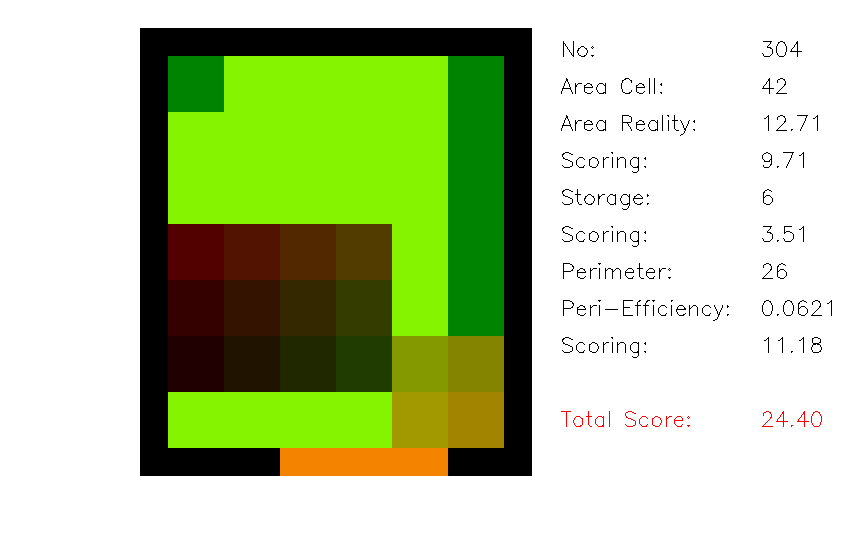 No: 304
Area Cell: 42
Area Reality: 12.71
Scoring: 9.71
Storage: 6
Scoring: 3.51
Perimeter: 26
Peri-Efficiency: 0.0621
Scoring: 11.18
Total Score: 24.40